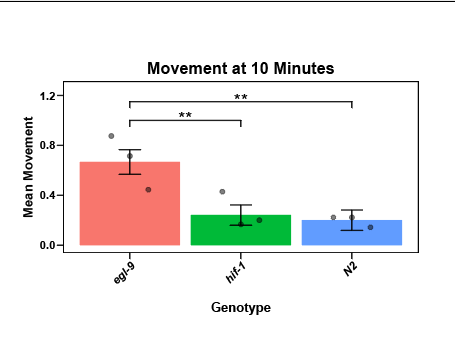 Movement at 10 Minutes
Mean Movement
1.2
0.8
0.4
0.0
**
**
egl-9
hif-1
N2
Genotype